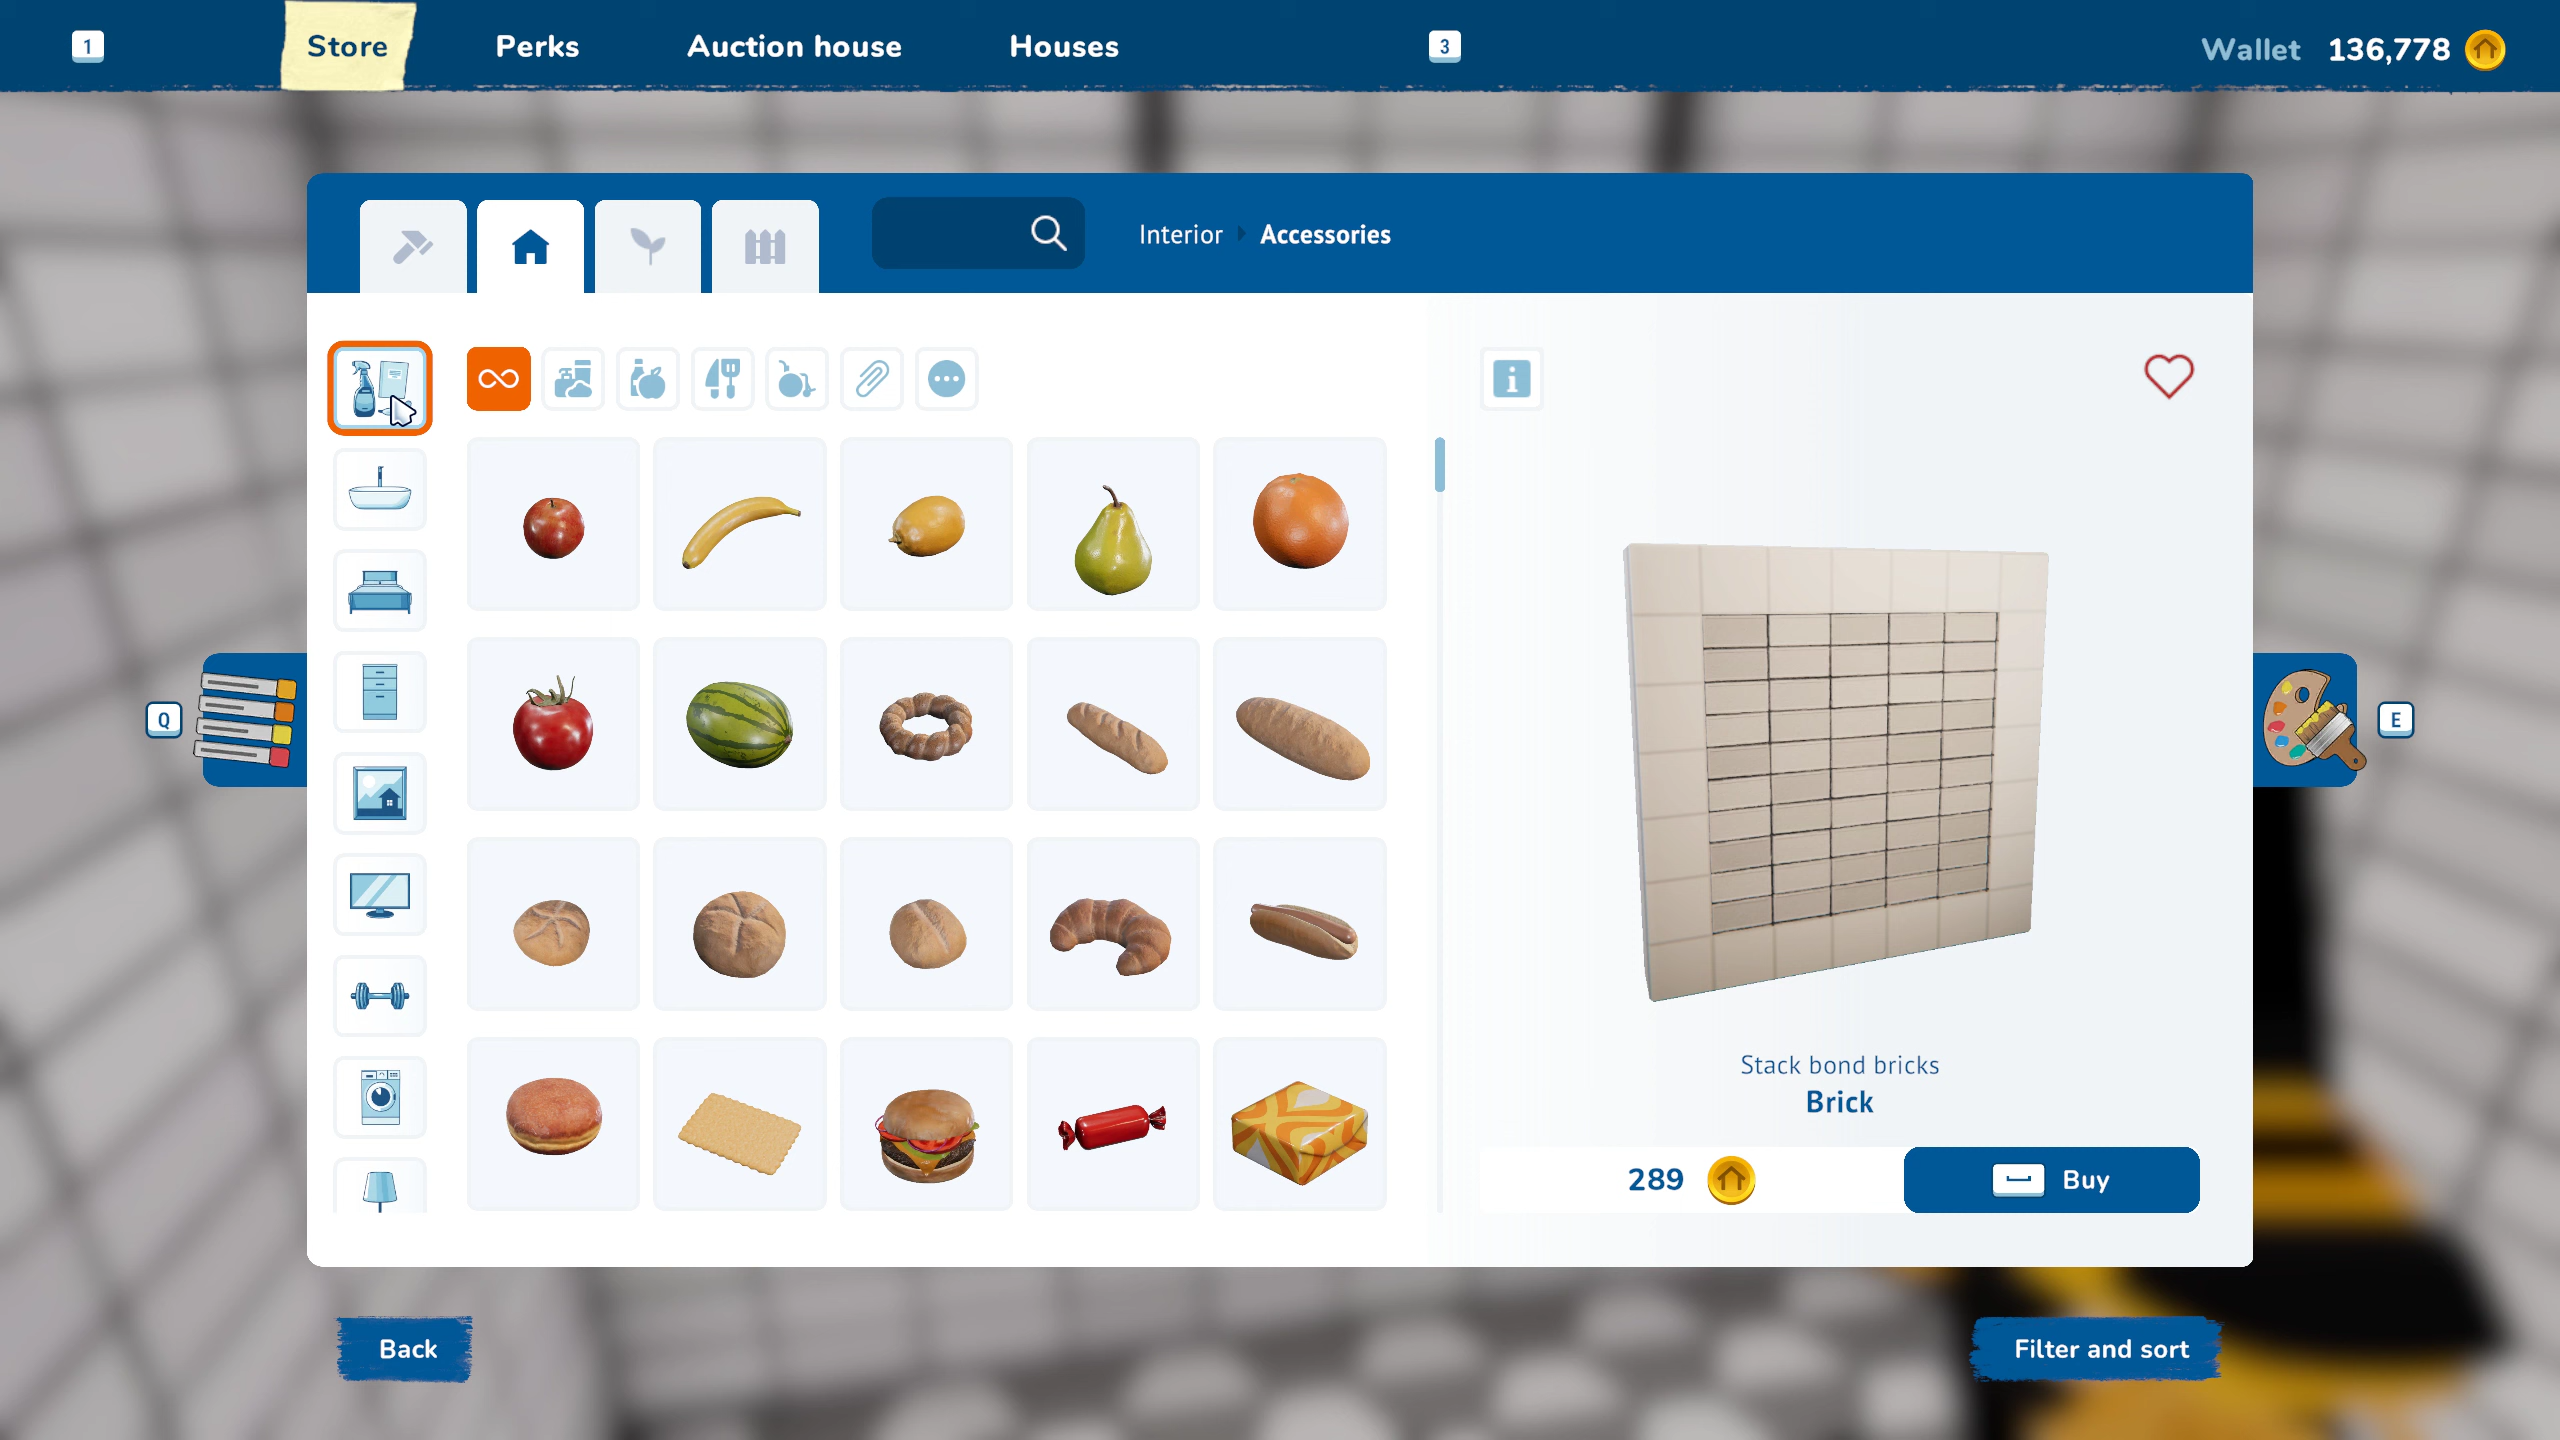 1
Store
Perks
Auction house
Houses
3
Wallet 136,778
Interior
Accessories
Q
E
Stack bond bricks
Brick
289
Buy
Back
Filter and sort